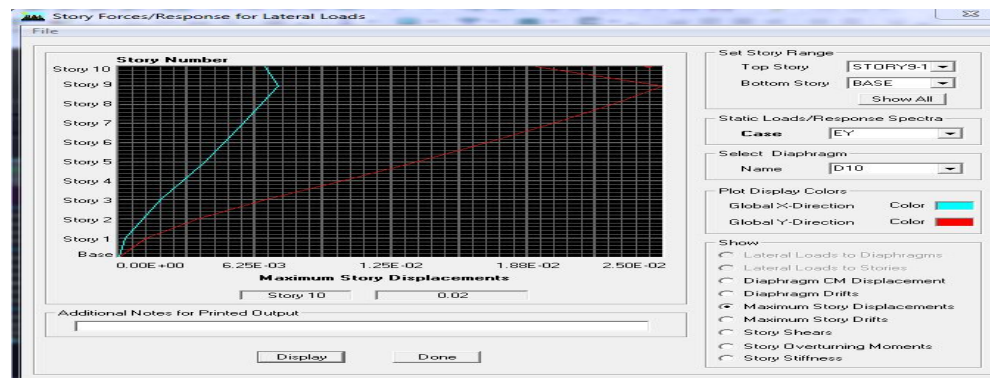 Story Forces/Response for Lateral Loads
File
Story Number
Story 10
Story 9
Story 8
Story 7
Story 6
Story 5
Story 4
Story 3
Story 2
Story 1
Base
0.00E+00 6.25E-03 1.25E-02 1.88E-02 2.50E-02
Maximum Story Displacements
Story 10 0.02
Additional Notes for Printed Output
Display Done
Set Story Range
Top Story STORY9-1
Bottom Story BASE
Show All
Static Loads/Response Spectra
Case EY
Select Diaphragm
Name D10
Plot Display Colors
Global X-Direction Color
Global Y-Direction Color
Show
Lateral Loads to Diaphragms
Lateral Loads to Stories
Diaphragm CM Displacement
Diaphragm Drifts
Maximum Story Displacements
Maximum Story Drifts
Story Shears
Story Overturning Moments
Story Stiffness